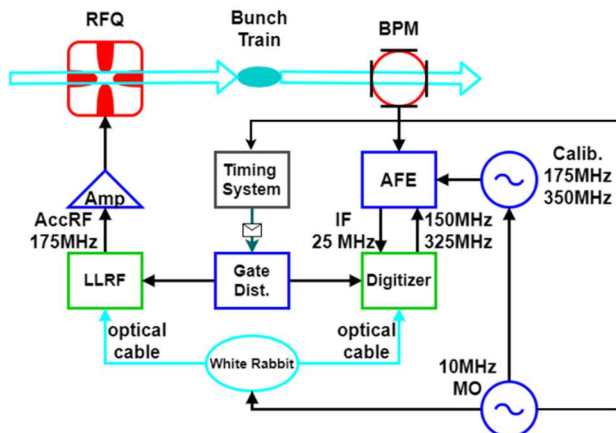 RFQ
Bunch
Train
BPM
Timing
System
AFE
Calib.
175MHz
350MHz
Amp
AccRF
175MHz
IF
25 MHz
150MHz
325MHz
LLRF
Gate
Dist.
Digitizer
optical
cable
White Rabbit
optical
cable
10MHz
MO